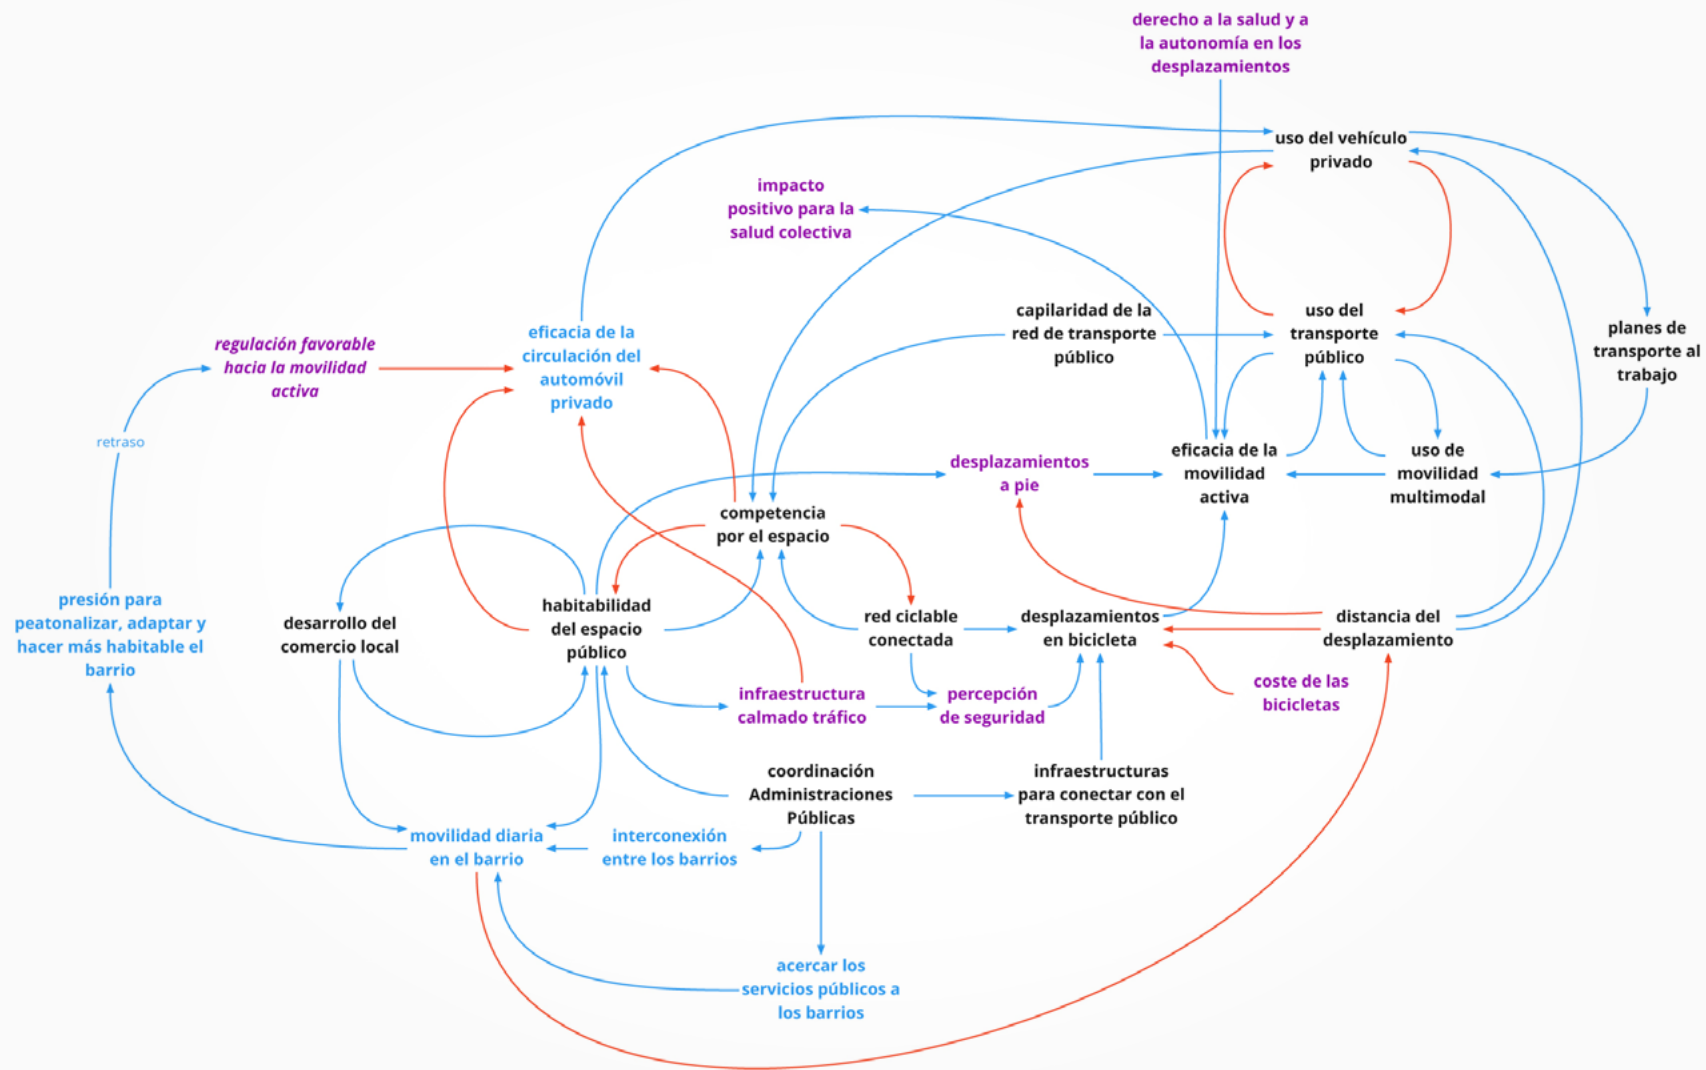 derecho a la salud y a
la autonomía en los
desplazamientos
uso del vehículo
privado
impacto
positivo para la
salud colectiva
capilaridad de la
red de transporte
público
uso del
transporte
público
planes de
transporte al
trabajo
regulación favorable
hacia la movilidad
activa
eficacia de la
circulación del
automóvil
privado
retraso
desplazamientos
a pie
eficacia de la
movilidad
activa
uso de
movilidad
multimodal
competencia
por el espacio
presión para
peatonalizar, adaptar y
hacer más habitable el
barrio
desarrollo del
comercio local
habitabilidad
del espacio
público
red ciclable
conectada
desplazamientos
en bicicleta
distancia del
desplazamiento
infraestructura
calmado tráfico
percepción
de seguridad
coste de las
bicicletas
coordinación
Administraciones
Públicas
infraestructuras
para conectar con el
transporte público
movilidad diaria
en el barrio
interconexión
entre los barrios
acercar los
servicios públicos a
los barrios